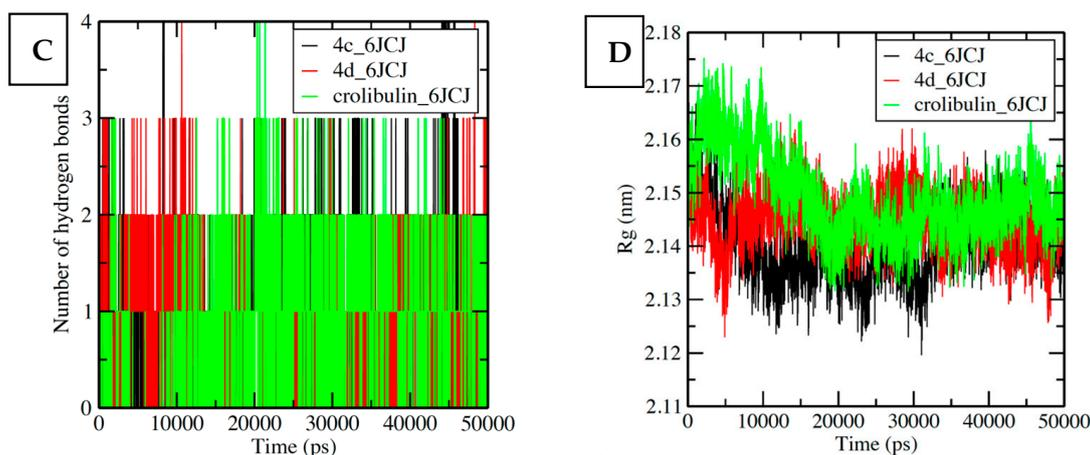 C
Number of hydrogen bonds
4
3
2
1
0
4c_6JCJ
4d_6JCJ
crolibulin_6JCJ
0 10000 20000 30000 40000 50000
Time (ps)
D
Rg (nm)
2.18
2.17
2.16
2.15
2.14
2.13
2.12
2.11
4c_6JCJ
4d_6JCJ
crolibulin_6JCJ
0 10000 20000 30000 40000 50000
Time (ps)